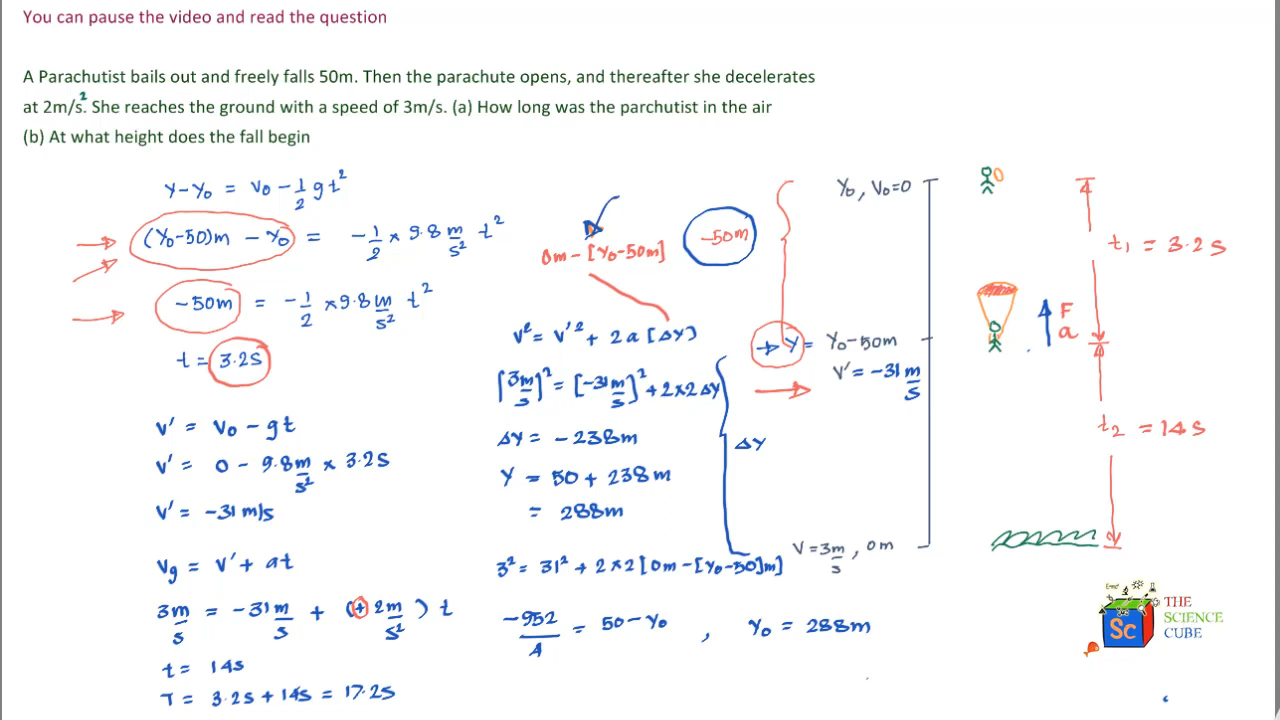 You can pause the video and read the question
A Parachutist bails out and freely falls 50m. Then the parachute opens, and thereafter she decelerates
at 2m/s². She reaches the ground with a speed of 3m/s. (a) How long was the parchutist in the air
(b) At what height does the fall begin
Y-Y₀ = V₀ - 1/2 gt²
(Y₀-50)m - Y₀ = -1/2 × 9.8 m/s² t²
-50m = -1/2 × 9.8 m/s² t²
t = 3.2s
V' = V₀ - gt
V' = 0 - 9.8 m/s² × 3.2s
V' = -31 m/s
Vg = V' + at
3m/s = -31 m/s + (+2m/s²) t
t = 14s
T = 3.2s + 14s = 17.2s
0m - [Y₀-50m]
-50m
V² = V'² + 2a [ΔY]
[3m/s]² = [-31m/s]² + 2×2 ΔY
ΔY = -238m
Y = 50 + 238m
= 288m
3² = 31² + 2×2 [0m - [Y₀-50]m]
-952/4 = 50 - Y₀ , Y₀ = 288m
Y₀, V₀=0
→ Y = Y₀-50m
V' = -31 m/s
ΔY
V = 3m/s , 0m
F
a
t₁ = 3.2s
t₂ = 14s
Sc
THE
SCIENCE
CUBE